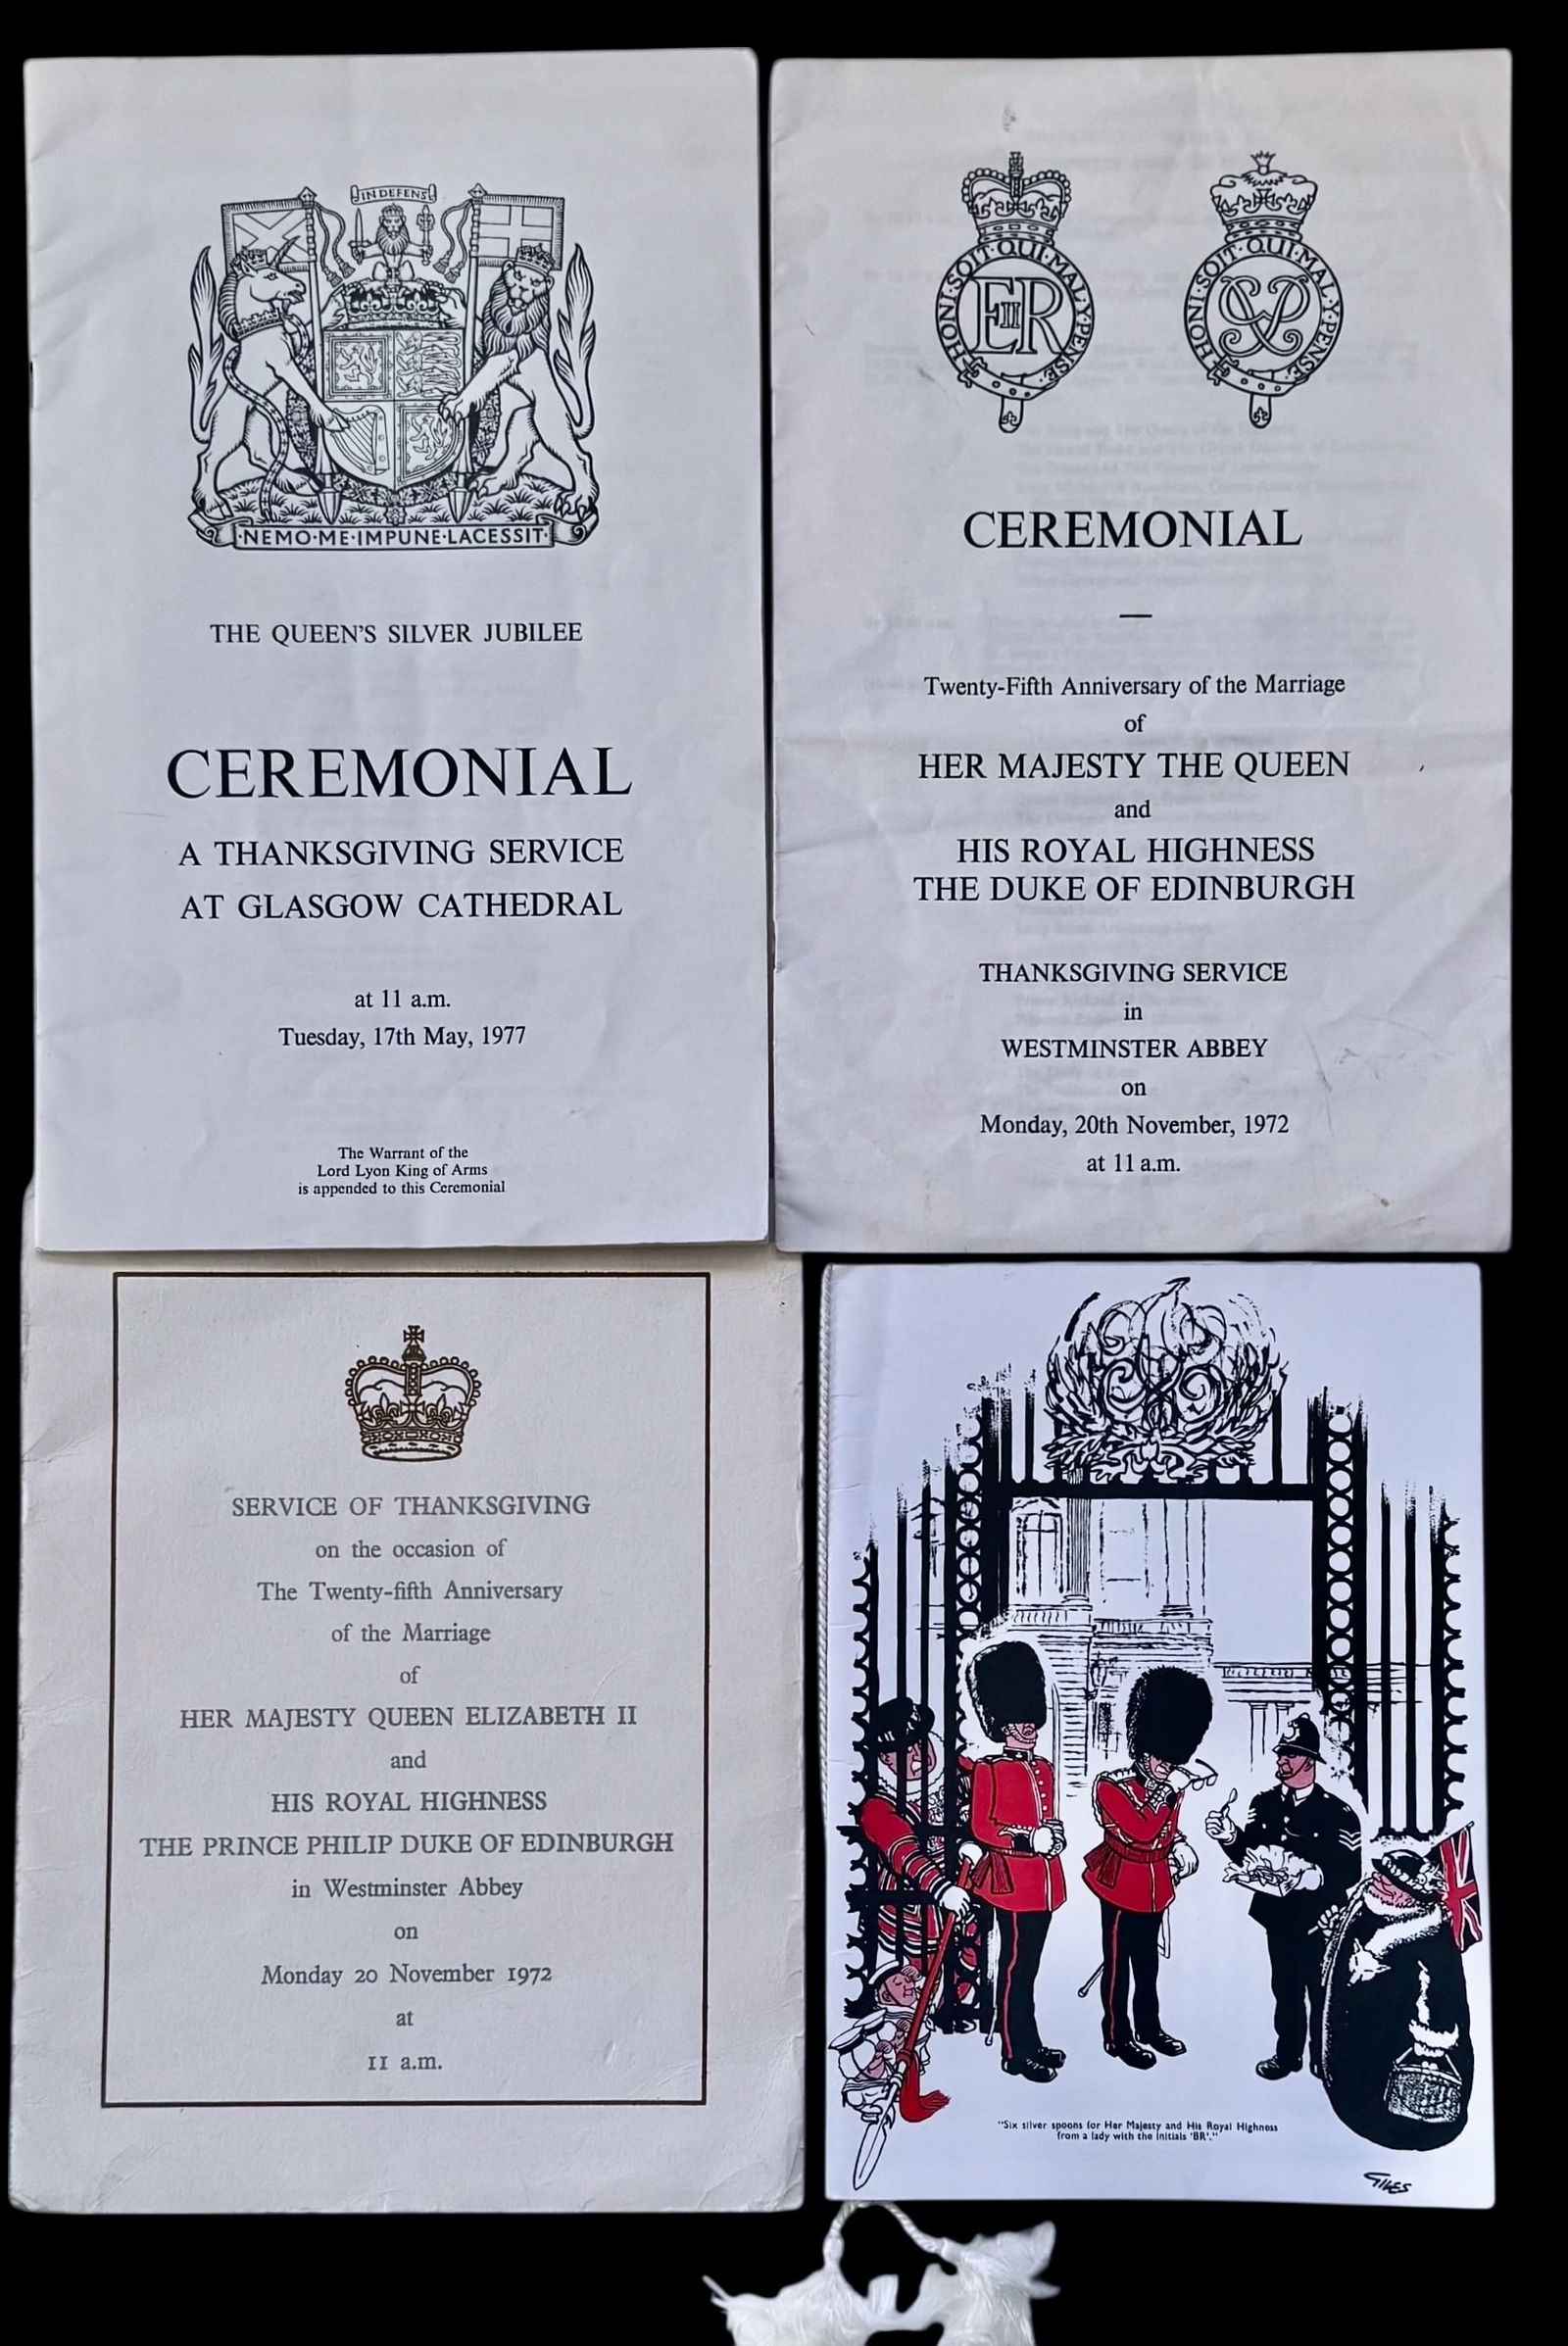 IN DEFENS
NEMO·ME·IMPUNE·LACESSIT
THE QUEEN'S SILVER JUBILEE
CEREMONIAL
A THANKSGIVING SERVICE
AT GLASGOW CATHEDRAL
at 11 a.m.
Tuesday, 17th May, 1977
The Warrant of the
Lord Lyon King of Arms
is appended to this Ceremonial
HONI·SOIT·QUI·MAL·Y·PENSE
EIIR
HONI·SOIT·QUI·MAL·Y·PENSE
CEREMONIAL
Twenty-Fifth Anniversary of the Marriage
of
HER MAJESTY THE QUEEN
and
HIS ROYAL HIGHNESS
THE DUKE OF EDINBURGH
THANKSGIVING SERVICE
in
WESTMINSTER ABBEY
on
Monday, 20th November, 1972
at 11 a.m.
SERVICE OF THANKSGIVING
on the occasion of
The Twenty-fifth Anniversary
of the Marriage
of
HER MAJESTY QUEEN ELIZABETH II
and
HIS ROYAL HIGHNESS
THE PRINCE PHILIP DUKE OF EDINBURGH
in Westminster Abbey
on
Monday 20 November 1972
at
11 a.m.
"Six silver spoons for Her Majesty and His Royal Highness
from a lady with the initials 'BR'."
GILES